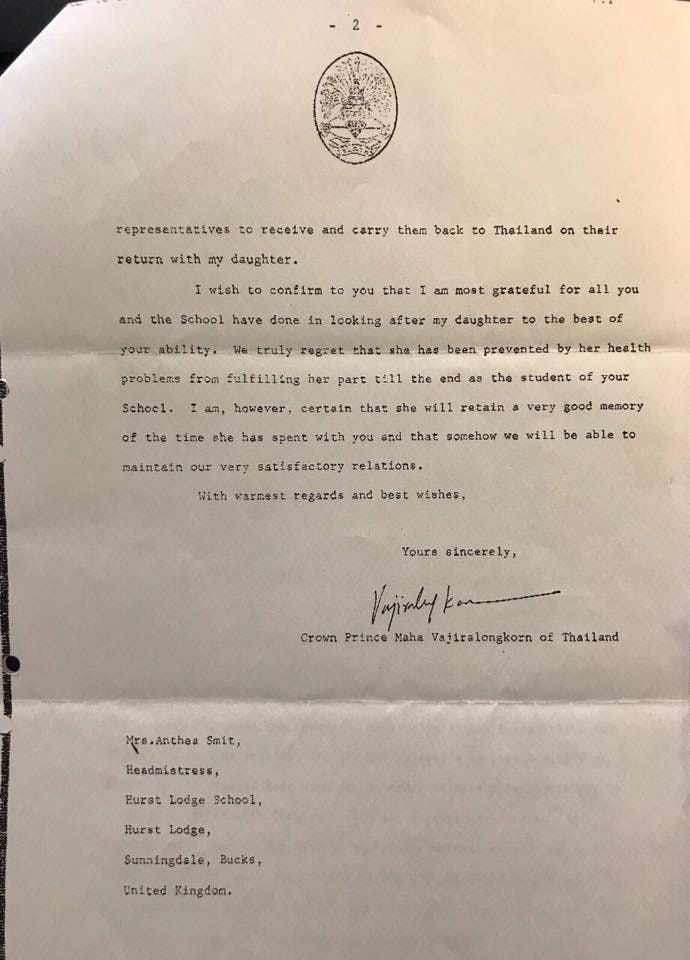 - 2 -
representatives to receive and carry them back to Thailand on their
return with my daughter.
I wish to confirm to you that I am most grateful for all you
and the School have done in looking after my daughter to the best of
your ability. We truly regret that she has been prevented by her health
problems from fulfilling her part till the end as the student of your
School. I am, however, certain that she will retain a very good memory
of the time she has spent with you and that somehow we will be able to
maintain our very satisfactory relations.
With warmest regards and best wishes,
Yours sincerely,
Crown Prince Maha Vajiralongkorn of Thailand
Mrs.Anthea Smit,
Headmistress,
Hurst Lodge School,
Hurst Lodge,
Sunningdale, Bucks,
United Kingdom.